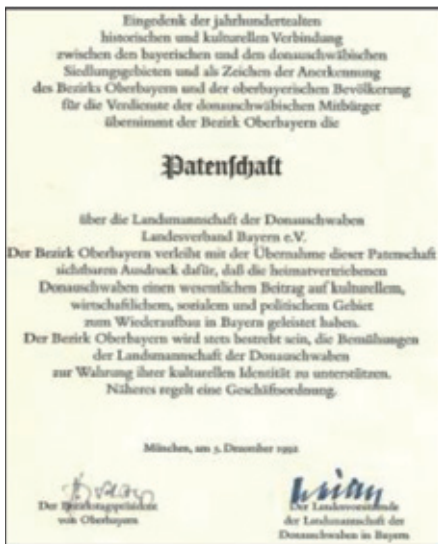 Eingedenk der jahrhundertealten
historischen und kulturellen Verbindung
zwischen den bayerischen und den donauschwäbischen
Siedlungsgebieten und als Zeichen der Anerkennung
des Bezirks Oberbayern und der oberbayerischen Bevölkerung
für die Verdienste der donauschwäbischen Mitbürger
übernimmt der Bezirk Oberbayern die
Patenschaft
über die Landsmannschaft der Donauschwaben
Landesverband Bayern e.V.
Der Bezirk Oberbayern verleiht mit der Übernahme dieser Patenschaft
sichtbaren Ausdruck dafür, daß die heimatvertriebenen
Donauschwaben einen wesentlichen Beitrag auf kulturellem,
wirtschaftlichem, sozialem und politischem Gebiet
zum Wiederaufbau in Bayern geleistet haben.
Der Bezirk Oberbayern wird stets bestrebt sein, die Bemühungen
der Landsmannschaft der Donauschwaben
zur Wahrung ihrer kulturellen Identität zu unterstützen.
Näheres regelt eine Geschäftsordnung.
München, am 5. Dezember 1992
Der Bezirkstagspräsident
von Oberbayern
Der Landesvorsitzende
der Landsmannschaft der
Donauschwaben in Bayern